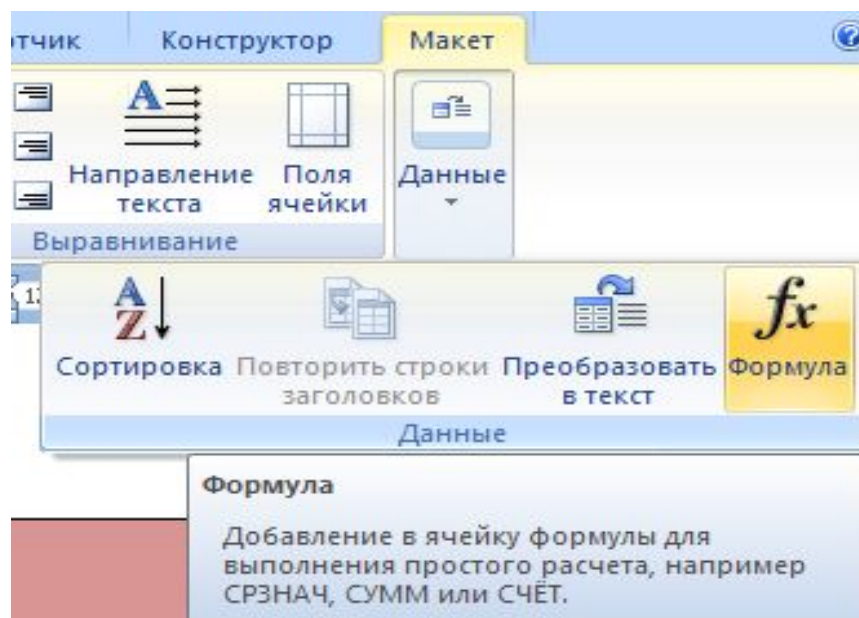 Конструктор Макет
Направление текста
Поля ячейки
Данные
Выравнивание
Сортировка
Повторить строки заголовков
Преобразовать в текст
Формула
Данные
Формула
Добавление в ячейку формулы для
выполнения простого расчета, например
СРЗНАЧ, СУММ или СЧЁТ.